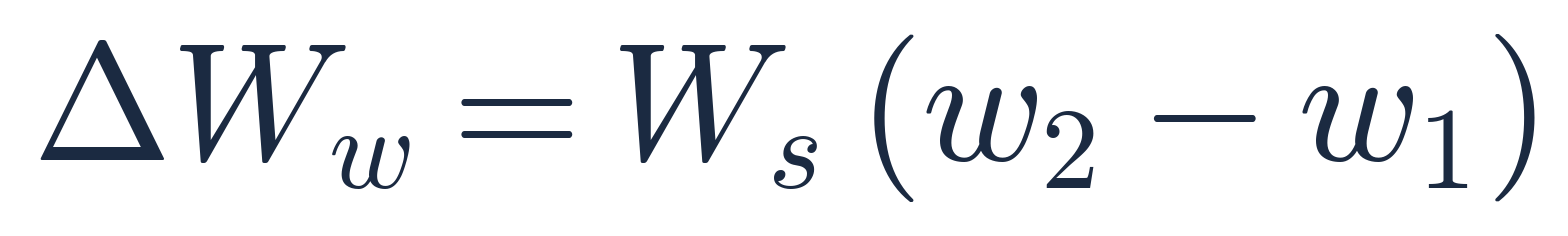 ΔW_w = W_s (w_2 − w_1)